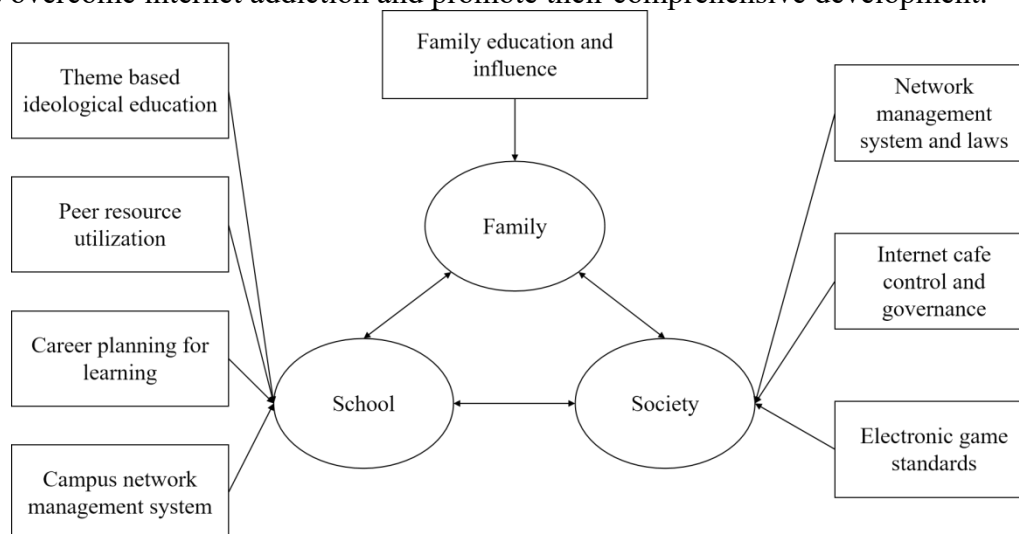 overcome internet addiction and promote their comprehensive development.
Family education and
influence
Theme based
ideological education
Network
management
system and laws
Peer resource
utilization
Family
Internet cafe
control and
governance
Career planning for
learning
School
Society
Electronic game
standards
Campus network
management system